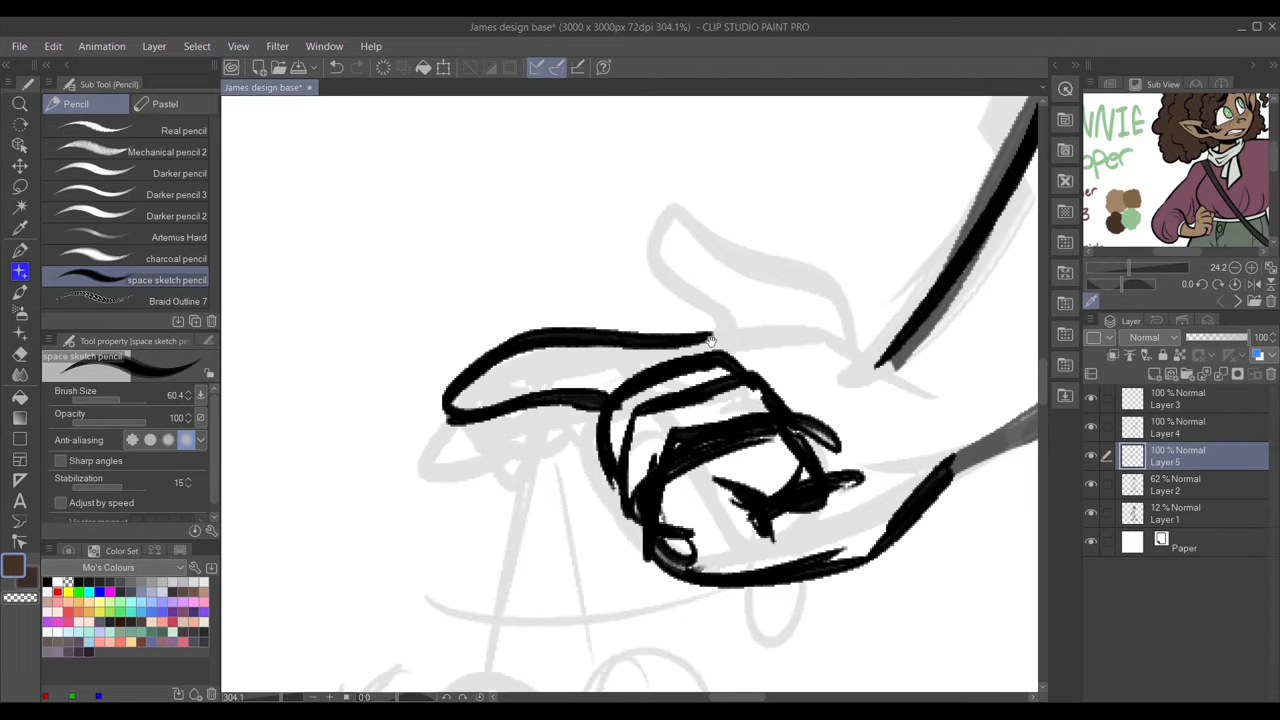 James design base* (3000 x 3000px 72dpi 304.1%) - CLIP STUDIO PAINT PRO
File Edit Animation Layer Select View Filter Window Help
Sub Tool [Pencil]
James design base*
Sub View
Pencil
Pastel
Real pencil
Mechanical pencil 2
Darker pencil
Darker pencil 3
Darker pencil 2
Artemus Hard
charcoal pencil
space sketch pencil
Braid Outline 7
NNIE
oper
24.2
0.0
Tool property [space sketch pen
space sketch pencil
Brush Size 60.4
Opacity 100
Anti-aliasing
Sharp angles
Stabilization 15
Adjust by speed
Layer
Normal 100
100 % Normal
Layer 3
100 % Normal
Layer 4
100 % Normal
Layer 5
62 % Normal
Layer 2
12 % Normal
Layer 1
Paper
Color Set
Mo's Colours
304.1
0.0